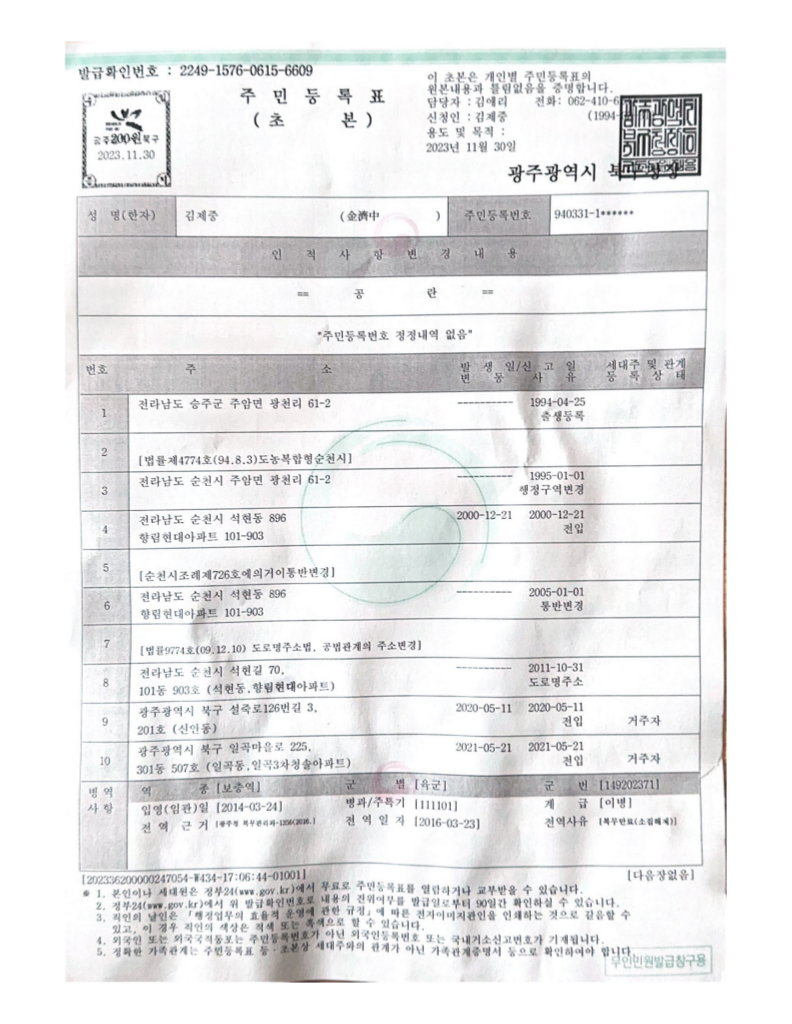 발급확인번호 : 2249-1576-0615-6609
200원
2023.11.30
주 민 등 록 표
( 초 본 )
이 초본은 개인별 주민등록표의
원본내용과 틀림없음을 증명합니다.
담당자 : 김애리 전화: 062-410-6
신청인 : 김제중 (1994-
용도 및 목적 :
2023년 11월 30일
광주광역시 북구청장
성 명(한자) 김제중 (金濟中 ) 주민등록번호 940331-1******
인 적 사 항 변 경 내 용
== 공 란 ==
"주민등록번호 정정내역 없음"
번호 주 소 발 생 일/신 고 일 세대주 및 관계
변 동 사 유 등 록 상 태
1 전라남도 승주군 주암면 광천리 61-2 ---------- 1994-04-25
출생등록
2 [법률제4774호(94.8.3)도농복합형순천시]
3 전라남도 순천시 주암면 광천리 61-2 ---------- 1995-01-01
행정구역변경
4 전라남도 순천시 석현동 896 2000-12-21 2000-12-21
향림현대아파트 101-903 전입
5 [순천시조례제726호에의거이통반변경]
6 전라남도 순천시 석현동 896 ---------- 2005-01-01
향림현대아파트 101-903 통반변경
7 [법률9774호(09.12.10) 도로명주소법, 공법관계의 주소변경]
8 전라남도 순천시 석현길 70, ---------- 2011-10-31
101동 903호 (석현동,향림현대아파트) 도로명주소
9 광주광역시 북구 설죽로126번길 3, 2020-05-11 2020-05-11
201호 (신안동) 전입 거주자
10 광주광역시 북구 일곡마을로 225, 2021-05-21 2021-05-21
301동 507호 (일곡동,일곡3차청솔아파트) 전입 거주자
병역 역 종 [보충역] 군 별 [육군] 군 번 [149202371]
사항 입영(임관)일 [2014-03-24] 병과/주특기 [111101] 계 급 [이병]
전 역 근 거 전 역 일 자 [2016-03-23] 전역사유 [복무만료(소집해제)]
[202336200000247054-W434-17:06:44-01001] [다음장없음]
* 1. 본인이나 세대원은 정부24(www.gov.kr)에서 무료로 주민등록표를 열람하거나 교부받을 수 있습니다.
2. 정부24(www.gov.kr)에서 위 발급확인번호로 내용의 진위여부를 발급일로부터 90일간 확인하실 수 있습니다.
3. 직인의 날인은 「행정업무의 효율적 운영에 관한 규정」에 따른 전자이미지관인을 인쇄하는 것으로 갈음할 수
있고, 이 경우 직인의 색상은 적색 또는 흑색으로 할 수 있습니다.
4. 외국인 또는 외국국적동포는 주민등록번호가 아닌 외국인등록번호 또는 국내거소신고번호가 기재됩니다.
5. 정확한 가족관계는 주민등록표 등·초본상 세대주와의 관계가 아닌 가족관계증명서 등으로 확인하여야 합니다.
무인민원발급창구용